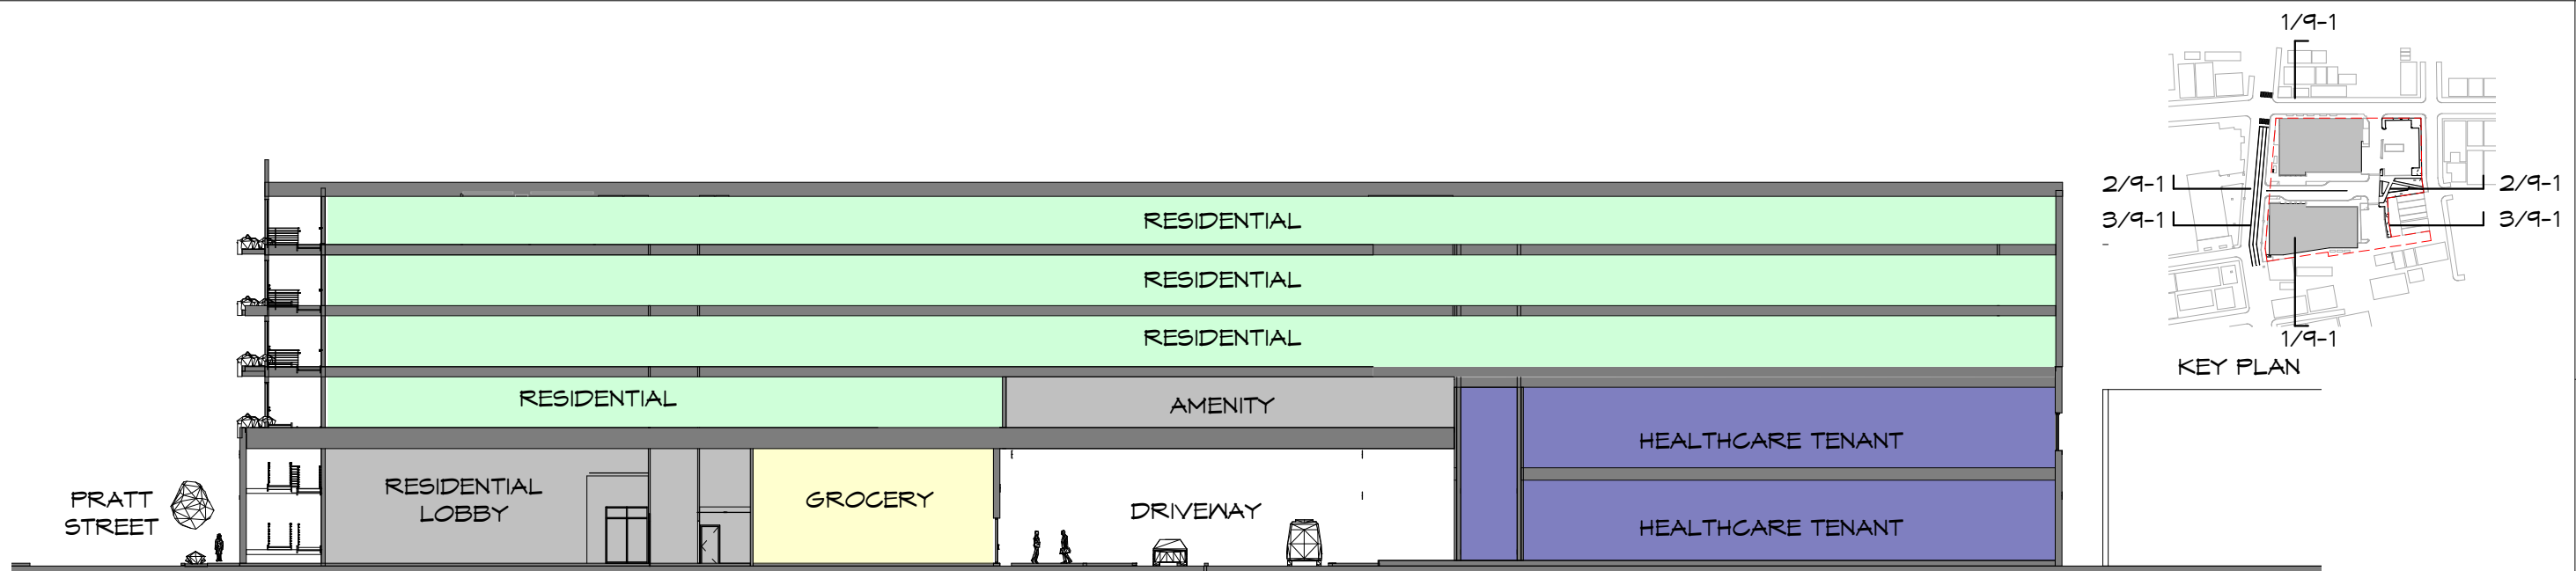 1/9-1
2/9-1
2/9-1
3/9-1
3/9-1
1/9-1
KEY PLAN
RESIDENTIAL
RESIDENTIAL
RESIDENTIAL
RESIDENTIAL
AMENITY
HEALTHCARE TENANT
PRATT
STREET
RESIDENTIAL
LOBBY
GROCERY
DRIVEWAY
HEALTHCARE TENANT